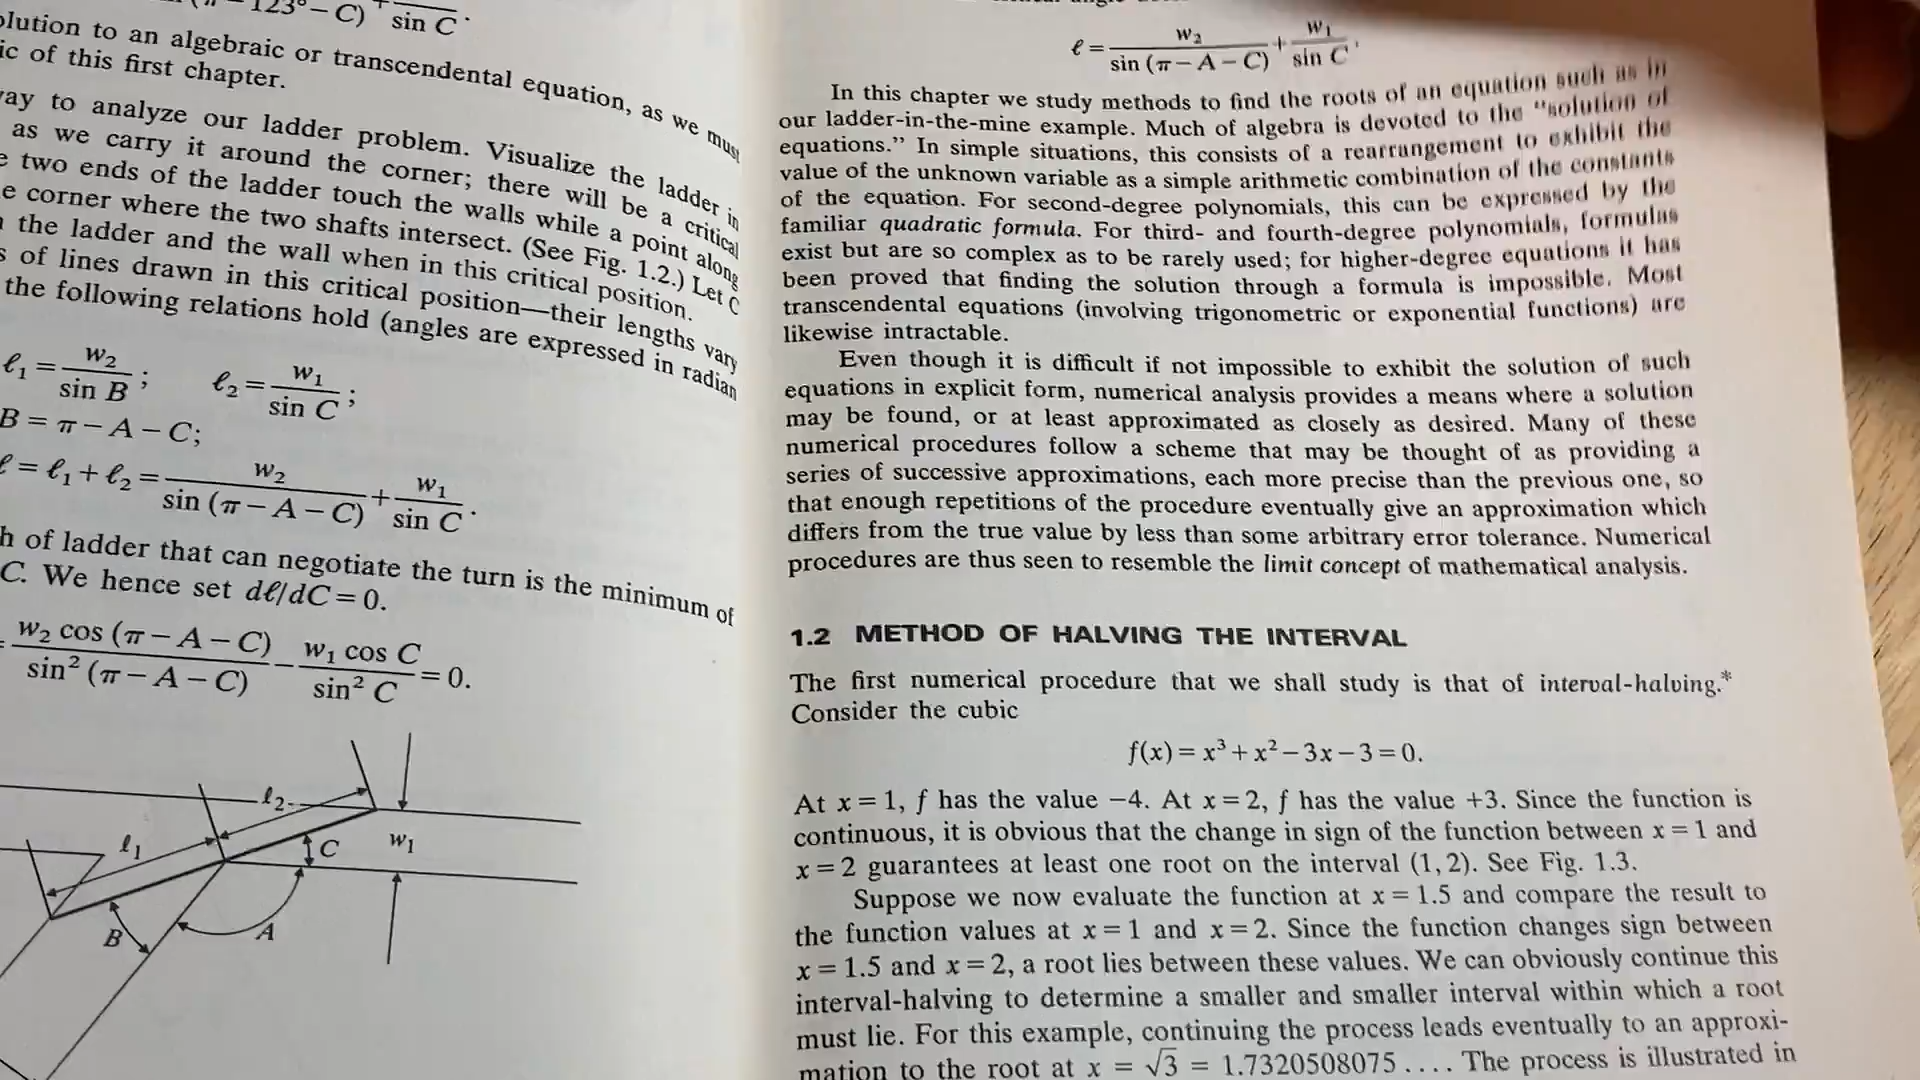 123° – C) + sin C .
olution to an algebraic or transcendental equation, as we must
ic of this first chapter.
ay to analyze our ladder problem. Visualize the ladder in
as we carry it around the corner; there will be a critical
e two ends of the ladder touch the walls while a point along
e corner where the two shafts intersect. (See Fig. 1.2.) Let C
the ladder and the wall when in this critical position.
s of lines drawn in this critical position—their lengths vary
the following relations hold (angles are expressed in radian
ℓ₁ = w₂ / sin B ; ℓ₂ = w₁ / sin C ;
B = π – A – C;
ℓ = ℓ₁ + ℓ₂ = w₂ / sin (π – A – C) + w₁ / sin C .
h of ladder that can negotiate the turn is the minimum of
C. We hence set dℓ/dC = 0.
w₂ cos (π – A – C) / sin² (π – A – C) – w₁ cos C / sin² C = 0.
ℓ₂
ℓ₁
C
w₁
B
A
ℓ = w₂ / sin (π – A – C) + w₁ / sin C .
In this chapter we study methods to find the roots of an equation such as in
our ladder-in-the-mine example. Much of algebra is devoted to the “solution of
equations.” In simple situations, this consists of a rearrangement to exhibit the
value of the unknown variable as a simple arithmetic combination of the constants
of the equation. For second-degree polynomials, this can be expressed by the
familiar quadratic formula. For third- and fourth-degree polynomials, formulas
exist but are so complex as to be rarely used; for higher-degree equations it has
been proved that finding the solution through a formula is impossible. Most
transcendental equations (involving trigonometric or exponential functions) are
likewise intractable.
Even though it is difficult if not impossible to exhibit the solution of such
equations in explicit form, numerical analysis provides a means where a solution
may be found, or at least approximated as closely as desired. Many of these
numerical procedures follow a scheme that may be thought of as providing a
series of successive approximations, each more precise than the previous one, so
that enough repetitions of the procedure eventually give an approximation which
differs from the true value by less than some arbitrary error tolerance. Numerical
procedures are thus seen to resemble the limit concept of mathematical analysis.
1.2 METHOD OF HALVING THE INTERVAL
The first numerical procedure that we shall study is that of interval-halving.*
Consider the cubic
f(x) = x³ + x² – 3x – 3 = 0.
At x = 1, f has the value –4. At x = 2, f has the value +3. Since the function is
continuous, it is obvious that the change in sign of the function between x = 1 and
x = 2 guarantees at least one root on the interval (1, 2). See Fig. 1.3.
Suppose we now evaluate the function at x = 1.5 and compare the result to
the function values at x = 1 and x = 2. Since the function changes sign between
x = 1.5 and x = 2, a root lies between these values. We can obviously continue this
interval-halving to determine a smaller and smaller interval within which a root
must lie. For this example, continuing the process leads eventually to an approxi-
mation to the root at x = √3 = 1.7320508075 . . . . The process is illustrated in